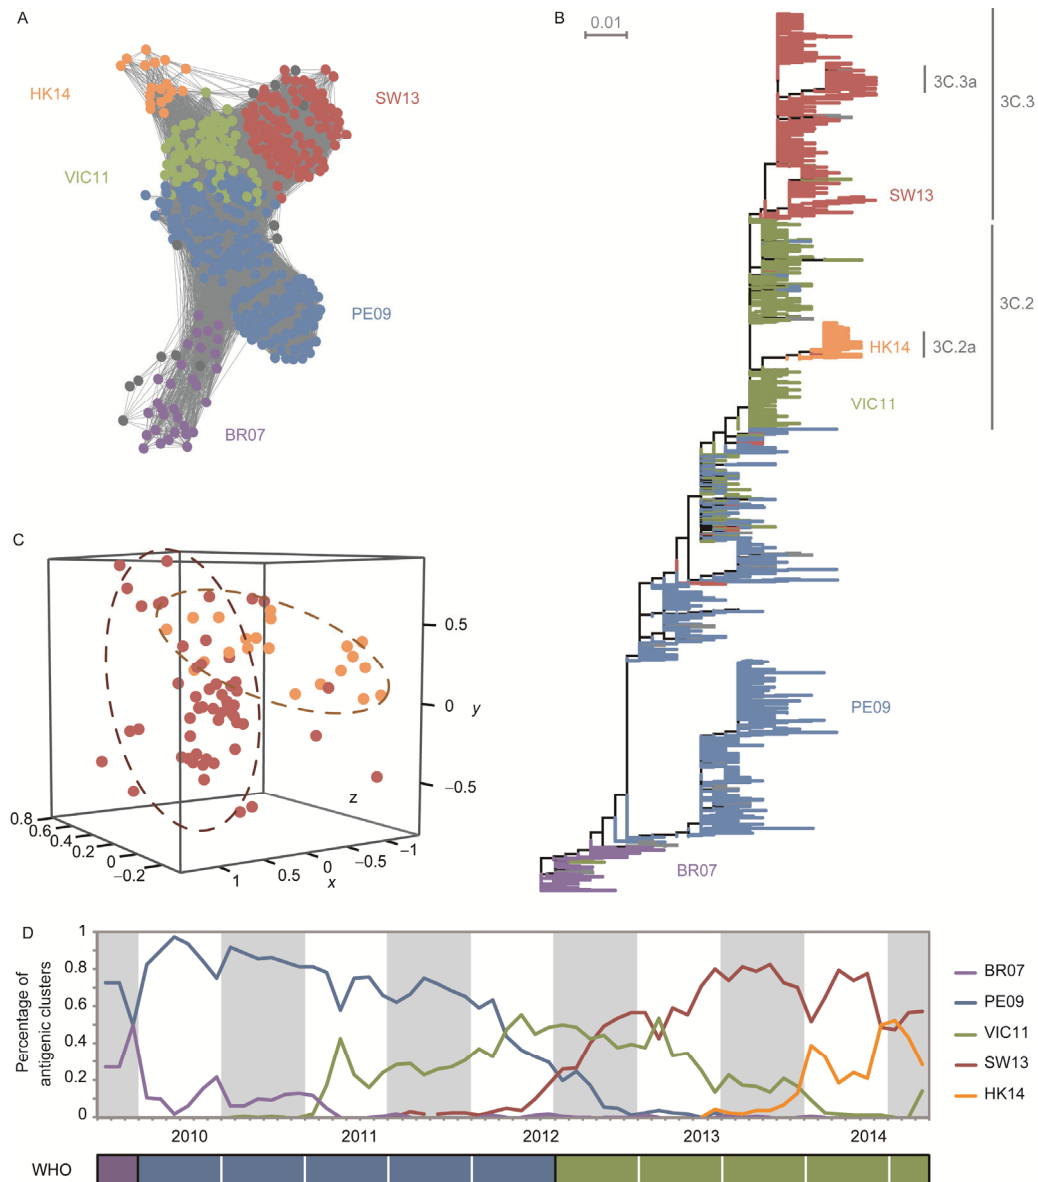 A
HK14
SW13
VIC11
PE09
BR07
B
0.01
3C.3a
3C.3
SW13
3C.2
HK14
3C.2a
VIC11
PE09
BR07
C
0.5
0
y
−0.5
z
0.8
0.6
0.4
0.2
0
−0.2
1
0.5
0
x
−0.5
−1
D
Percentage of
antigenic clusters
1
0.8
0.6
0.4
0.2
0
2010
2011
2012
2013
2014
BR07
PE09
VIC11
SW13
HK14
WHO